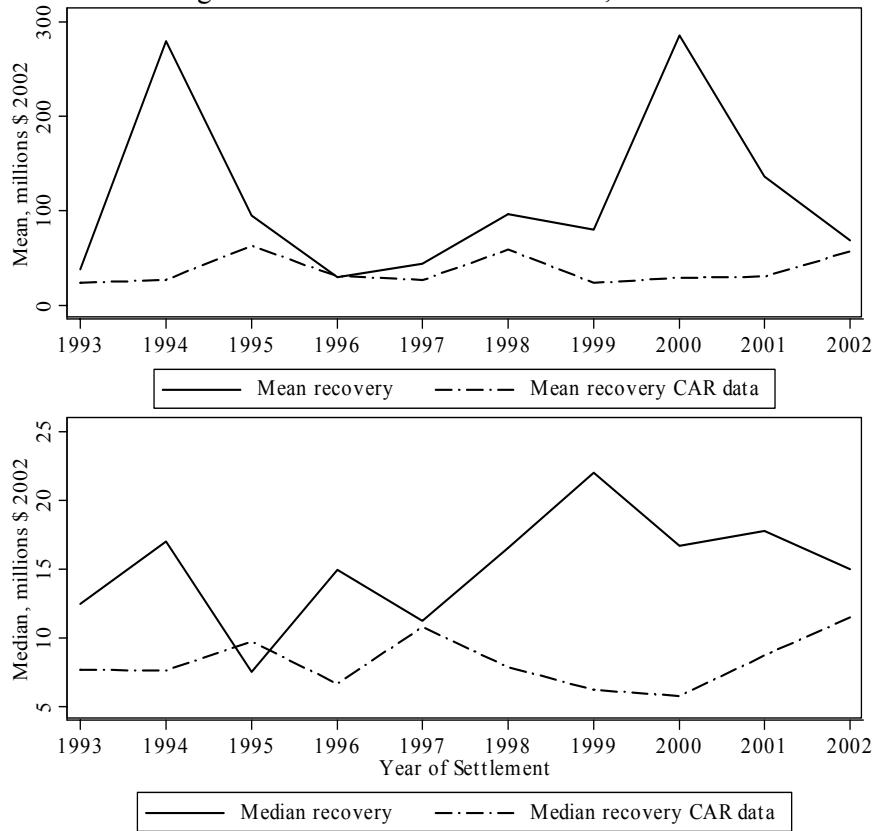 300
200
100
0
Mean, millions $ 2002
1993 1994 1995 1996 1997 1998 1999 2000 2001 2002
Mean recovery Mean recovery CAR data
25
20
15
10
5
Median, millions $ 2002
1993 1994 1995 1996 1997 1998 1999 2000 2001 2002
Year of Settlement
Median recovery Median recovery CAR data